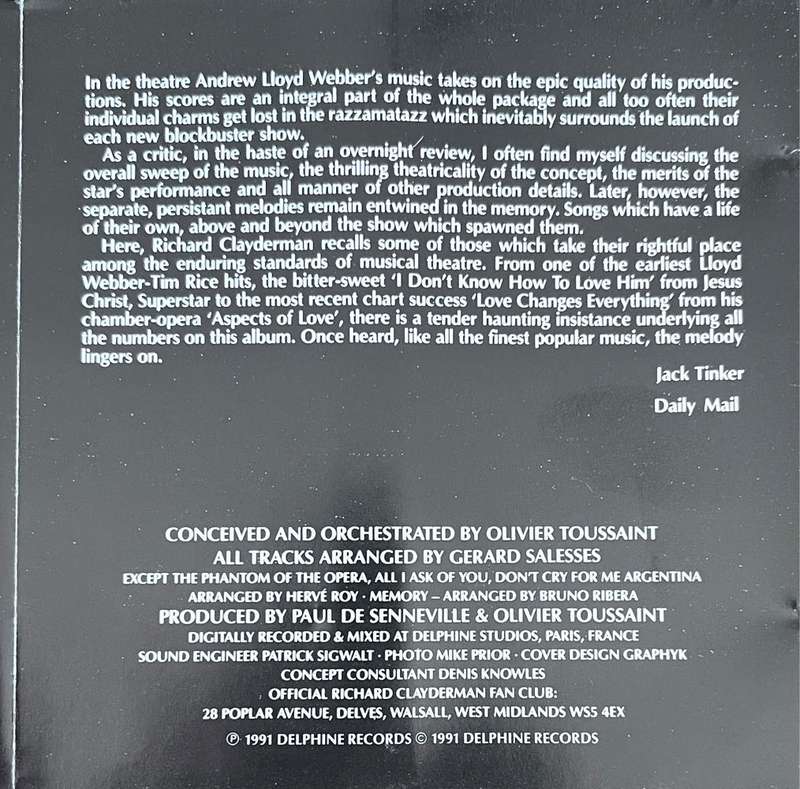 In the theatre Andrew Lloyd Webber's music takes on the epic quality of his produc-
tions. His scores are an integral part of the whole package and all too often their
individual charms get lost in the razzamatazz which inevitably surrounds the launch of
each new blockbuster show.
As a critic, in the haste of an overnight review, I often find myself discussing the
overall sweep of the music, the thrilling theatricality of the concept, the merits of the
star's performance and all manner of other production details. Later, however, the
separate, persistant melodies remain entwined in the memory. Songs which have a life
of their own, above and beyond the show which spawned them.
Here, Richard Clayderman recalls some of those which take their rightful place
among the enduring standards of musical theatre. From one of the earliest Lloyd
Webber-Tim Rice hits, the bitter-sweet 'I Don't Know How To Love Him' from Jesus
Christ, Superstar to the most recent chart success 'Love Changes Everything' from his
chamber-opera 'Aspects of Love', there is a tender haunting insistance underlying all
the numbers on this album. Once heard, like all the finest popular music, the melody
lingers on.
Jack Tinker
Daily Mail
CONCEIVED AND ORCHESTRATED BY OLIVIER TOUSSAINT
ALL TRACKS ARRANGED BY GERARD SALESSES
EXCEPT THE PHANTOM OF THE OPERA, ALL I ASK OF YOU, DON'T CRY FOR ME ARGENTINA
ARRANGED BY HERVÉ ROY · MEMORY – ARRANGED BY BRUNO RIBERA
PRODUCED BY PAUL DE SENNEVILLE & OLIVIER TOUSSAINT
DIGITALLY RECORDED & MIXED AT DELPHINE STUDIOS, PARIS, FRANCE
SOUND ENGINEER PATRICK SIGWALT · PHOTO MIKE PRIOR · COVER DESIGN GRAPHYK
CONCEPT CONSULTANT DENIS KNOWLES
OFFICIAL RICHARD CLAYDERMAN FAN CLUB:
28 POPLAR AVENUE, DELVES, WALSALL, WEST MIDLANDS WS5 4EX
℗ 1991 DELPHINE RECORDS © 1991 DELPHINE RECORDS